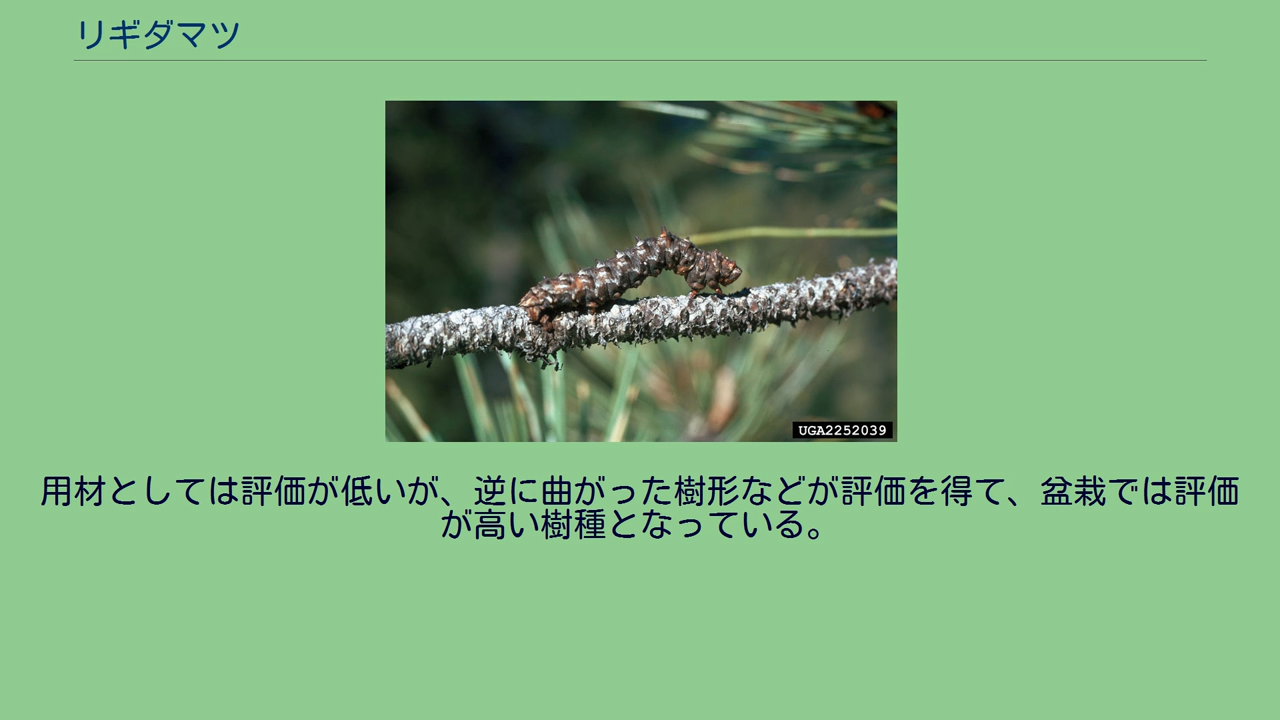 リギダマツ
UGA2252039
用材としては評価が低いが、逆に曲がった樹形などが評価を得て、盆栽では評価
が高い樹種となっている。